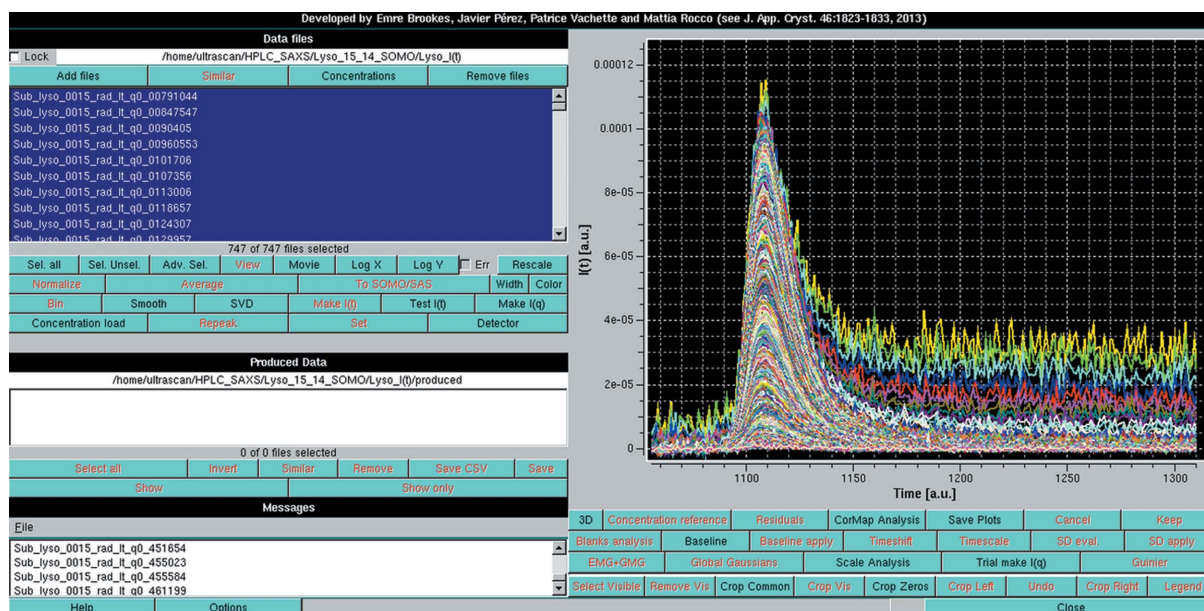 Developed by Emre Brookes, Javier Pérez, Patrice Vachette and Mattia Rocco (see J. App. Cryst. 46:1823-1833, 2013)
Data files
Lock /home/ultrascan/HPLC_SAXS/Lyso_15_14_SOMO/Lyso_I(t)
Add files Similar Concentrations Remove files
Sub_lyso_0015_rad_It_q0_00791044
Sub_lyso_0015_rad_It_q0_00847547
Sub_lyso_0015_rad_It_q0_0090405
Sub_lyso_0015_rad_It_q0_00960553
Sub_lyso_0015_rad_It_q0_0101706
Sub_lyso_0015_rad_It_q0_0107356
Sub_lyso_0015_rad_It_q0_0113006
Sub_lyso_0015_rad_It_q0_0118657
Sub_lyso_0015_rad_It_q0_0124307
Sub_lyso_0015_rad_It_q0_0129957
747 of 747 files selected
Sel. all Sel. Unsel. Adv. Sel. View Movie Log X Log Y Err Rescale
Normalize Average To SOMO/SAS Width Color
Bin Smooth SVD Make I(t) Test I(t) Make I(q)
Concentration load Repeak Set Detector
Produced Data
/home/ultrascan/HPLC_SAXS/Lyso_15_14_SOMO/Lyso_I(t)/produced
0 of 0 files selected
Select all Invert Similar Remove Save CSV Save
Show Show only
Messages
File
Sub_lyso_0015_rad_It_q0_451654
Sub_lyso_0015_rad_It_q0_455023
Sub_lyso_0015_rad_It_q0_455584
Sub_lyso_0015_rad_It_q0_461199
Help Options
I(t) [a.u.]
0.00012
0.0001
8e-05
6e-05
4e-05
2e-05
0
1100 1150 1200 1250 1300
Time [a.u.]
3D Concentration reference Residuals CorMap Analysis Save Plots Cancel Keep
Blanks analysis Baseline Baseline apply Timeshift Timescale SD eval. SD apply
EMG+GMG Global Gaussians Scale Analysis Trial make I(q) Guinier
Select Visible Remove Vis Crop Common Crop Vis Crop Zeros Crop Left Undo Crop Right Legend
Close